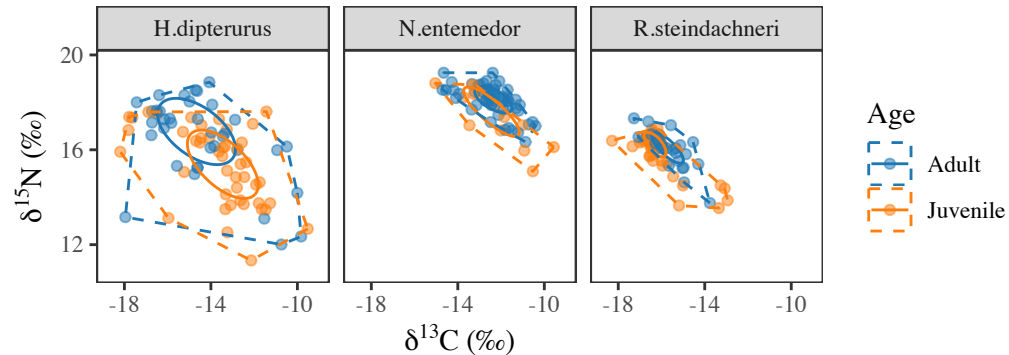 H.dipterurus
N.entemedor
R.steindachneri
20
16
12
δ¹⁵N (‰)
-18 -14 -10
-18 -14 -10
-18 -14 -10
δ¹³C (‰)
Age
Adult
Juvenile